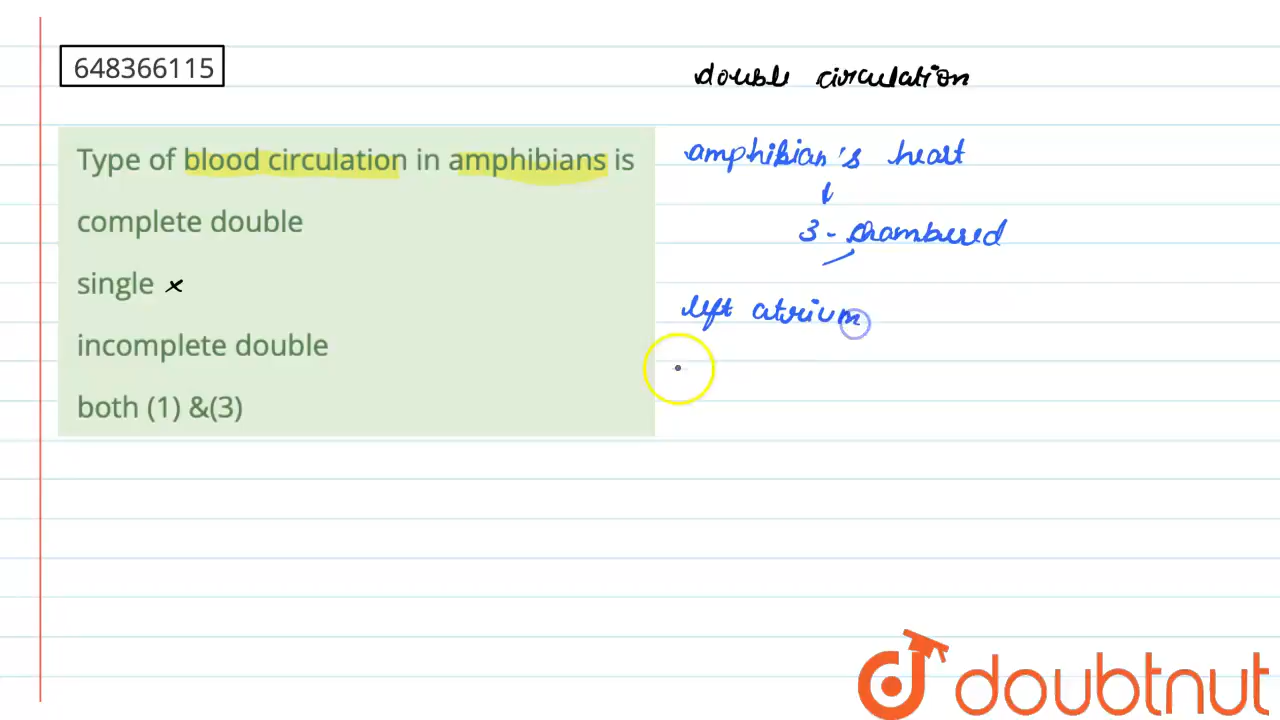 648366115
double circulation
Type of blood circulation in amphibians is
complete double
single x
incomplete double
both (1) &(3)
amphibian's heart
3-chambered
left atrium
doubtnut